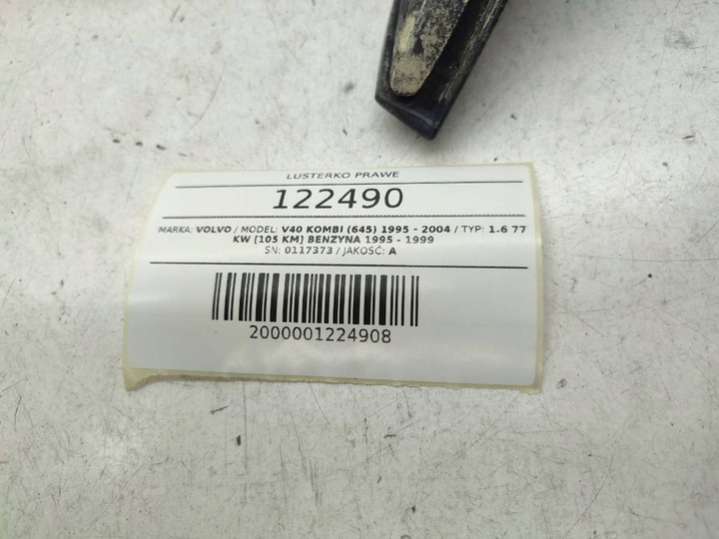 LUSTERKO PRAWE
122490
MARKA: VOLVO / MODEL: V40 KOMBI (645) 1995 - 2004 / TYP: 1.6 77
KW [105 KM] BENZYNA 1995 - 1999
SN: 0117373 / JAKOŚĆ: A
2000001224908